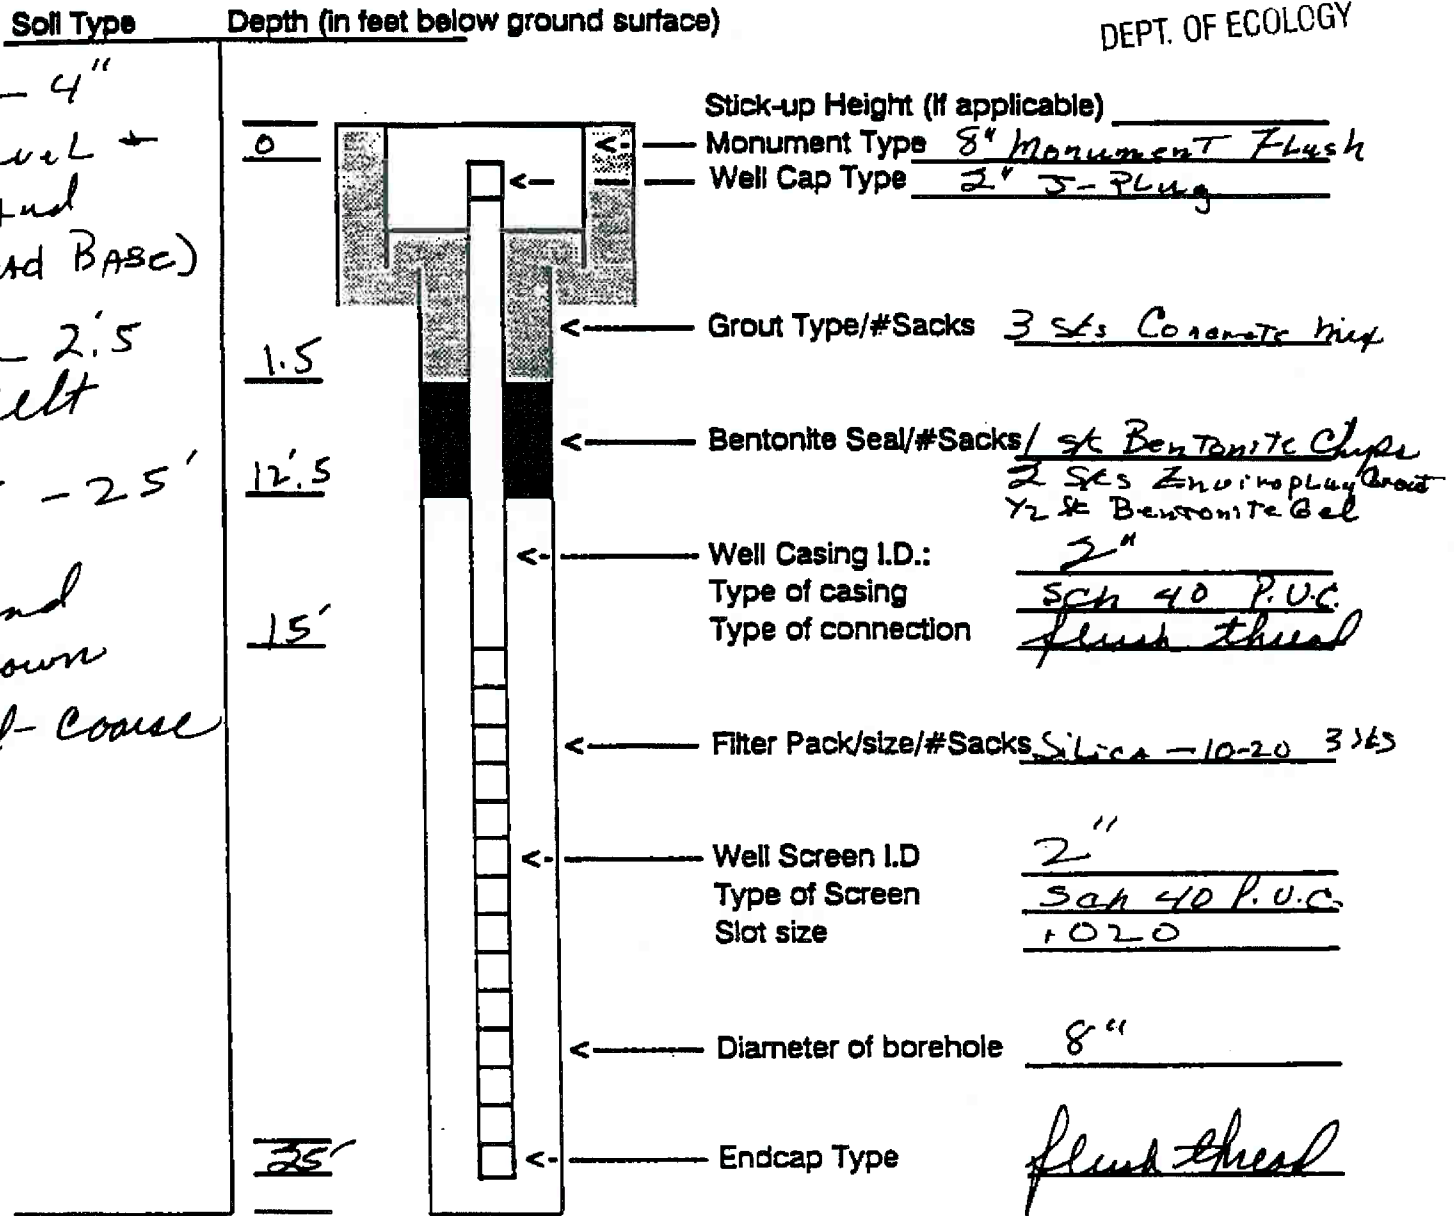 Soil Type Depth (in feet below ground surface)
DEPT. OF ECOLOGY
- 4"
BASE)
- 2'.5
- 25'
- coarse
0
1.5
12'.5
15'
25'
Stick-up Height (if applicable)
Monument Type 8" Monument Flush
Well Cap Type 2" J-Plug
Grout Type/#Sacks 3 sks Concrete mix
Bentonite Seal/#Sacks 1 sk Bentonite Chips
2 sks Enviroplug Grout
1/2 sk Bentonite Gel
Well Casing I.D.: 2"
Type of casing Sch 40 P.V.C.
Type of connection flush thread
Filter Pack/size/#Sacks Silica - 10-20 3 sks
Well Screen I.D 2"
Type of Screen Sch 40 P.V.C.
Slot size .020
Diameter of borehole 8"
Endcap Type flush thread